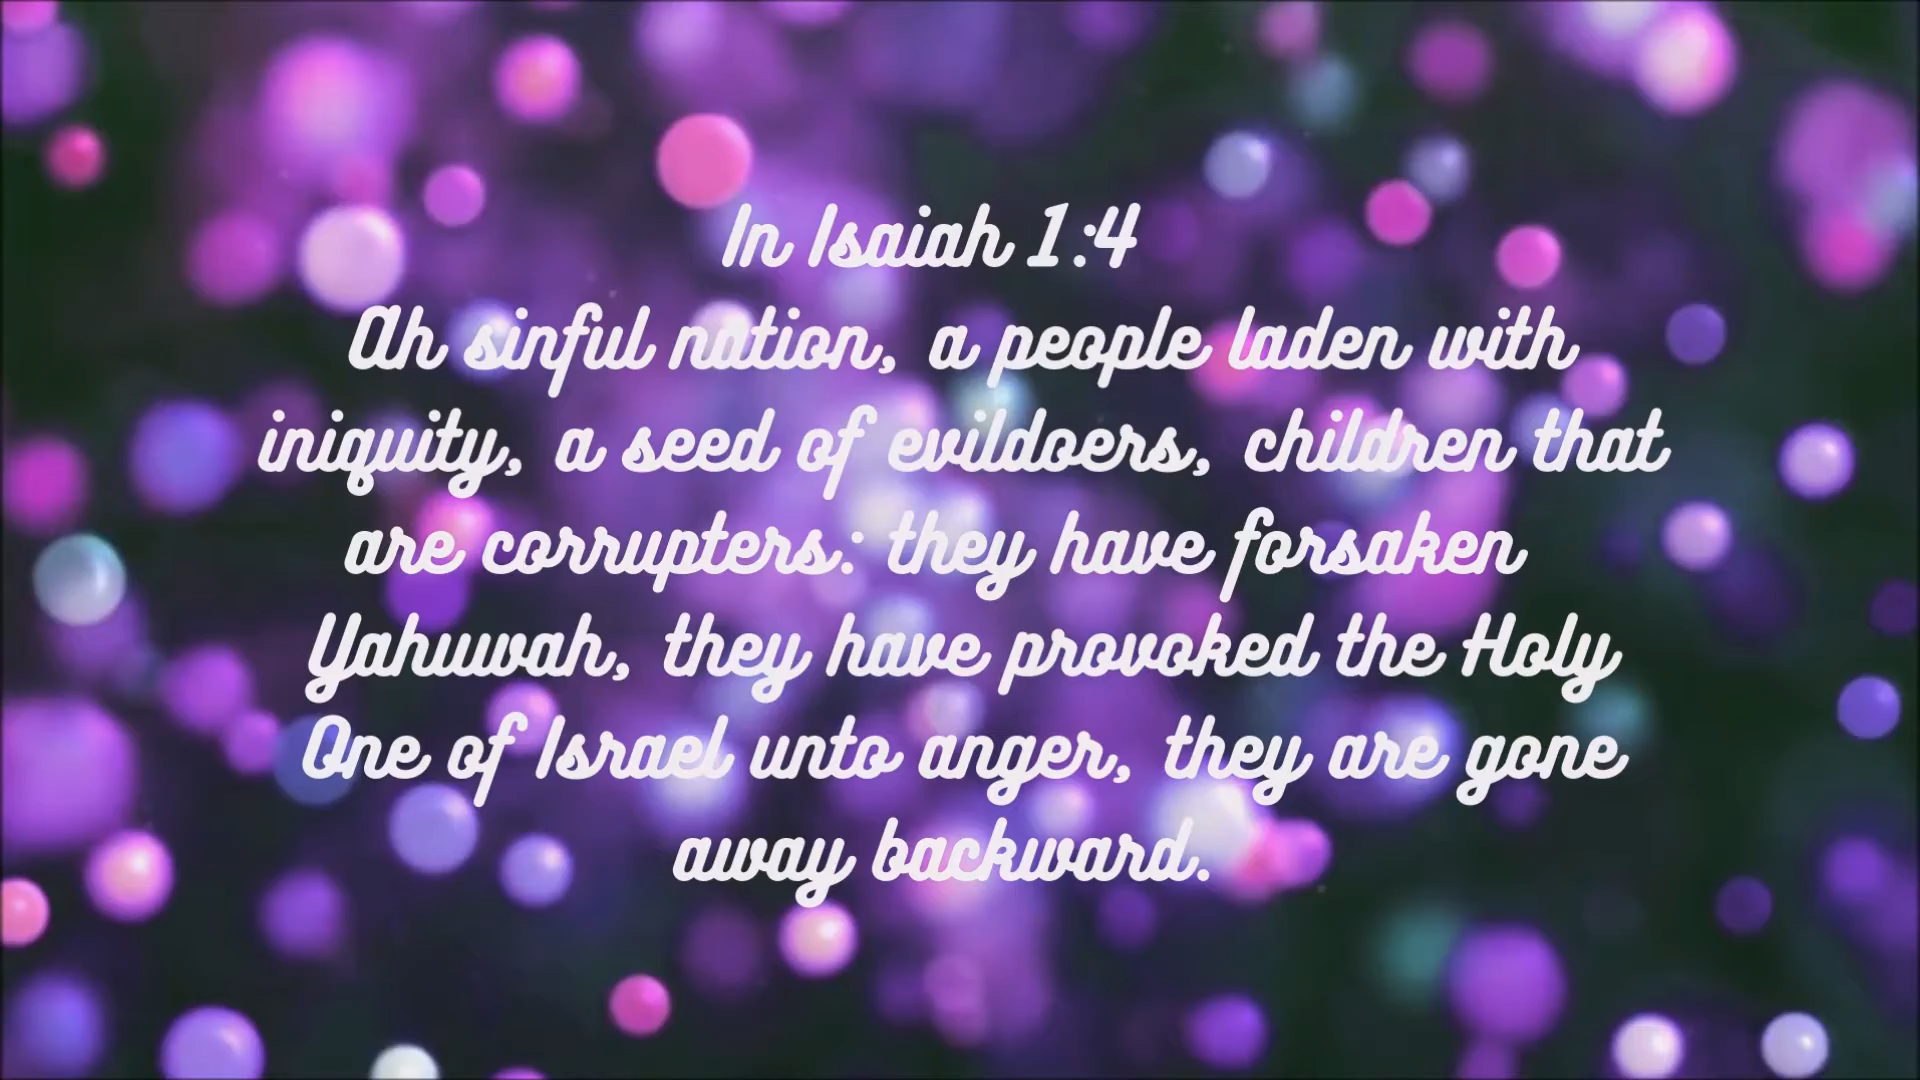 In Isaiah 1:4
Ah sinful nation, a people laden with
iniquity, a seed of evildoers, children that
are corrupters: they have forsaken
Yahuwah, they have provoked the Holy
One of Israel unto anger, they are gone
away backward.